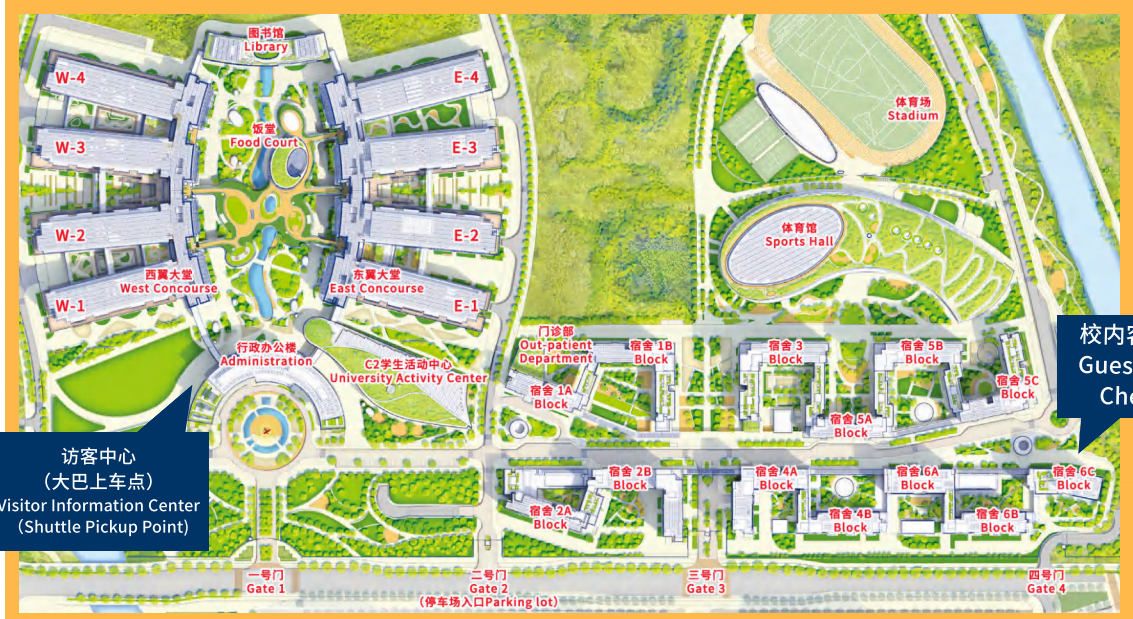 图书馆
Library
W-4
E-4
饭堂
Food Court
W-3
E-3
体育场
Stadium
W-2
E-2
体育馆
Sports Hall
西翼大堂
West Concourse
东翼大堂
East Concourse
W-1
E-1
行政办公楼
Administration
C2学生活动中心
University Activity Center
门诊部
Out-patient
Department
宿舍 1B
Block
宿舍 1A
Block
宿舍 3
Block
宿舍 5B
Block
宿舍 5C
Block
宿舍 5A
Block
校内客
Gues
Che
访客中心
（大巴上车点）
Visitor Information Center
（Shuttle Pickup Point）
宿舍 2B
Block
宿舍 2A
Block
宿舍 4A
Block
宿舍 4B
Block
宿舍 6A
Block
宿舍 6B
Block
宿舍 6C
Block
一号门
Gate 1
二号门
Gate 2
（停车场入口Parking lot）
三号门
Gate 3
四号门
Gate 4